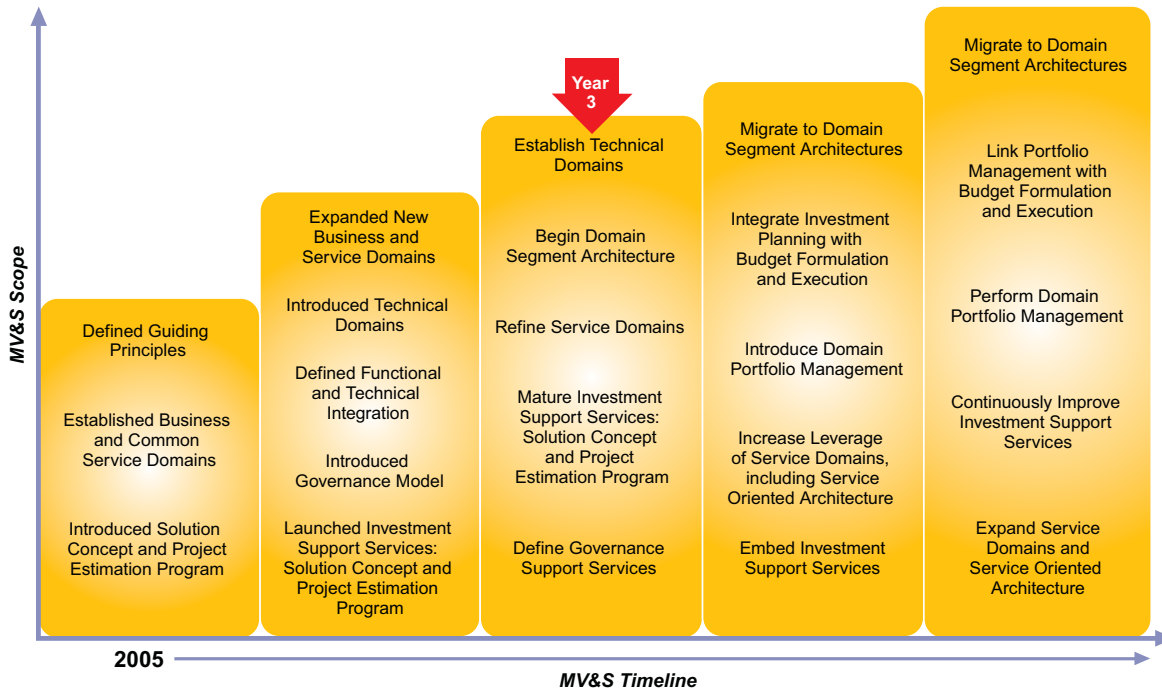 MV&S Scope
Defined Guiding
Principles
Established Business
and Common
Service Domains
Introduced Solution
Concept and Project
Estimation Program
Expanded New
Business and
Service Domains
Introduced Technical
Domains
Defined Functional
and Technical
Integration
Introduced
Governance Model
Launched Investment
Support Services:
Solution Concept and
Project Estimation
Program
Year
3
Establish Technical
Domains
Begin Domain
Segment Architecture
Refine Service Domains
Mature Investment
Support Services:
Solution Concept
and Project
Estimation Program
Define Governance
Support Services
Migrate to Domain
Segment Architectures
Integrate Investment
Planning with
Budget Formulation
and Execution
Introduce Domain
Portfolio Management
Increase Leverage
of Service Domains,
including Service
Oriented Architecture
Embed Investment
Support Services
Migrate to Domain
Segment Architectures
Link Portfolio
Management with
Budget Formulation
and Execution
Perform Domain
Portfolio Management
Continuously Improve
Investment Support
Services
Expand Service
Domains and
Service Oriented
Architecture
2005
MV&S Timeline